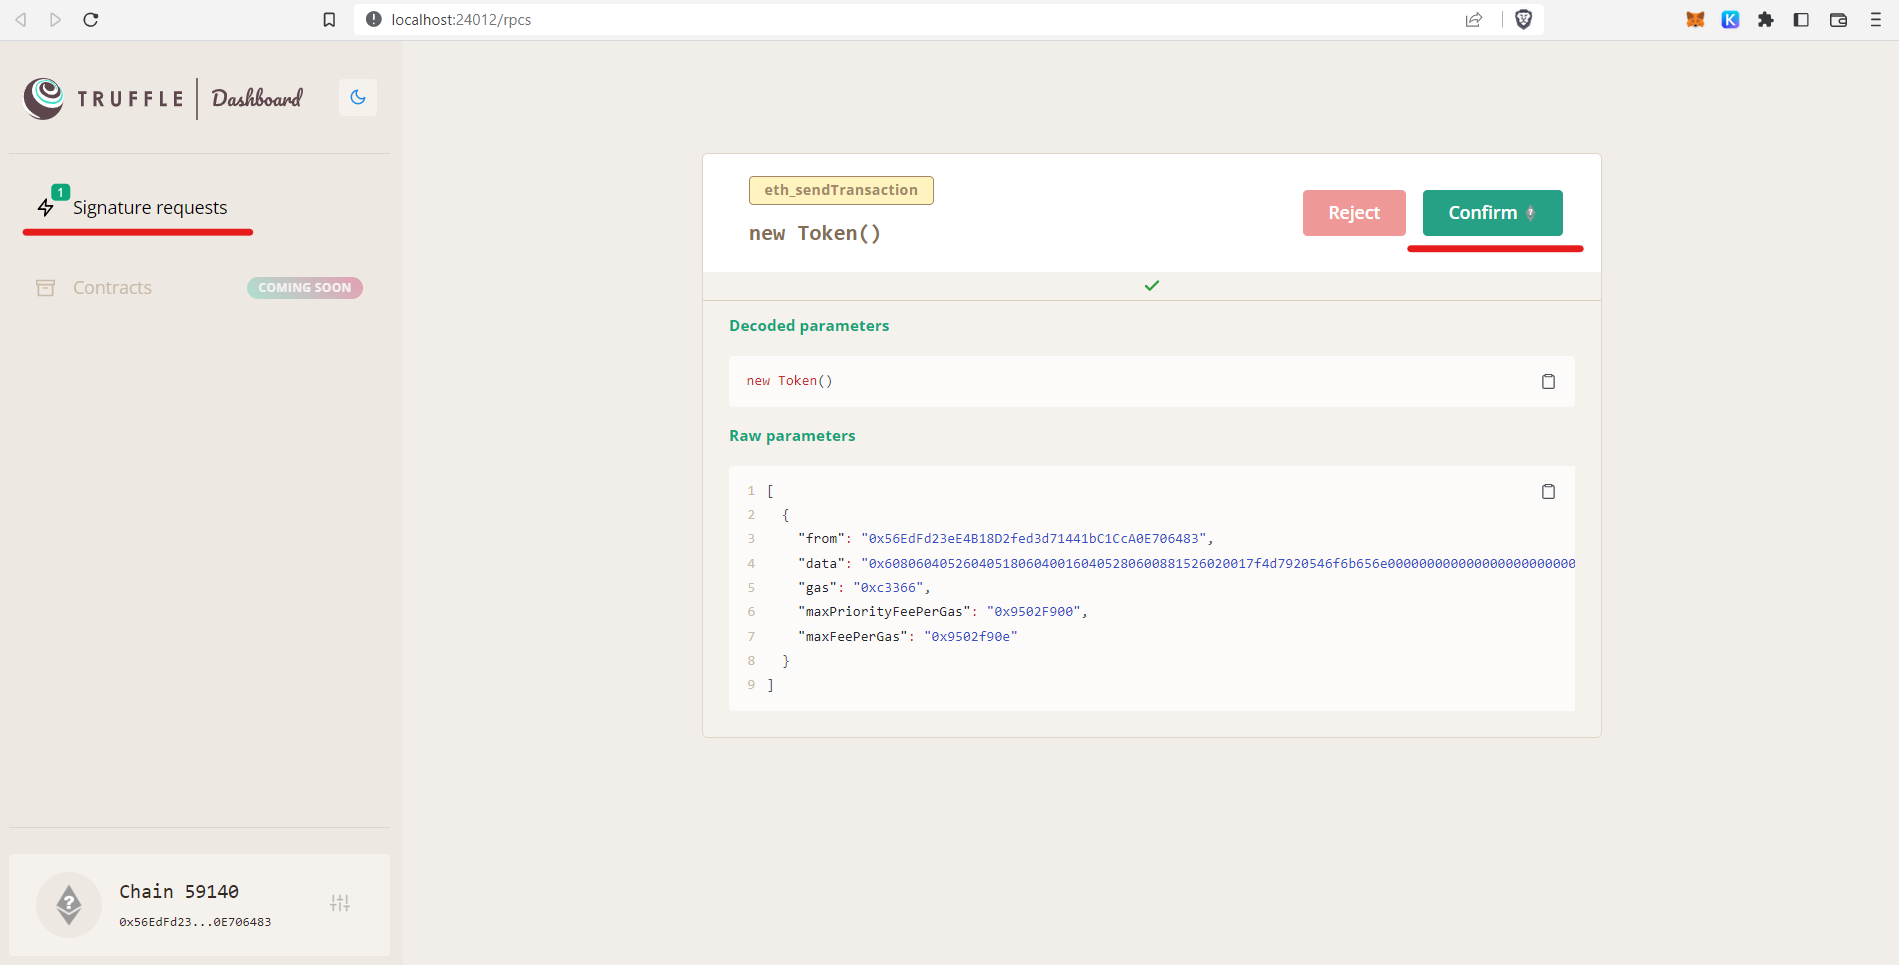 localhost:24012/rpcs
TRUFFLE Dashboard
1
Signature requests
Contracts COMING SOON
eth_sendTransaction
new Token()
Reject
Confirm
Decoded parameters
new Token()
Raw parameters
1 [
2 {
3 "from": "0x56EdFd23eE4B18D2fed3d71441bC1CcA0E706483",
4 "data": "0x60806040526040518060400160405280600881526020017f4d7920546f6b656e000000000000000000000000
5 "gas": "0xc3366",
6 "maxPriorityFeePerGas": "0x9502F900",
7 "maxFeePerGas": "0x9502f90e"
8 }
9 ]
? Chain 59140
0x56EdFd23...0E706483